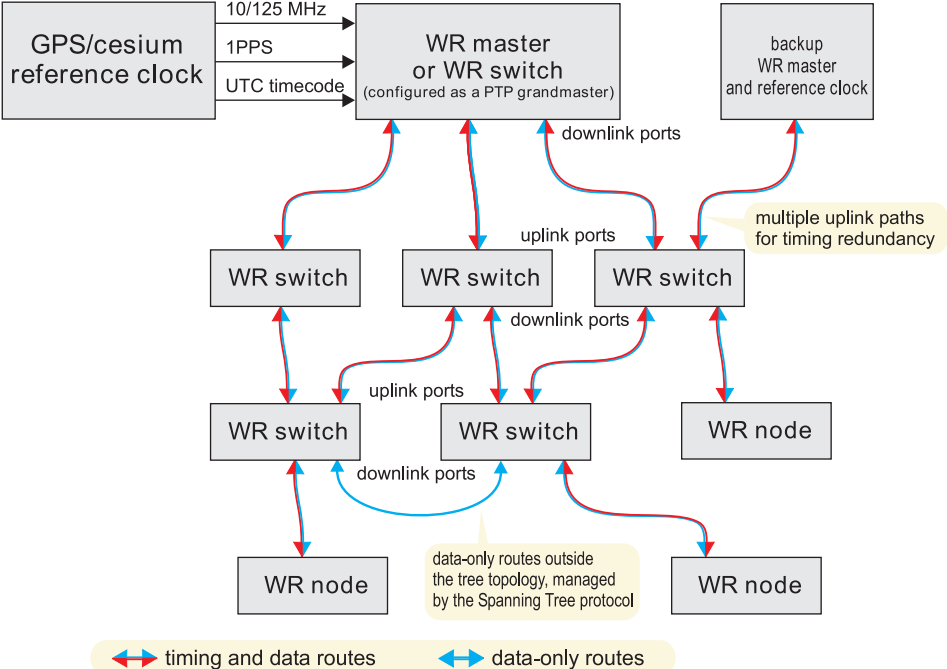 GPS/cesium
reference clock
10/125 MHz
1PPS
UTC timecode
WR master
or WR switch
(configured as a PTP grandmaster)
backup
WR master
and reference clock
downlink ports
multiple uplink paths
for timing redundancy
uplink ports
WR switch
WR switch
WR switch
downlink ports
uplink ports
WR switch
WR switch
WR node
downlink ports
data-only routes outside
the tree topology, managed
by the Spanning Tree protocol
WR node
WR node
timing and data routes
data-only routes